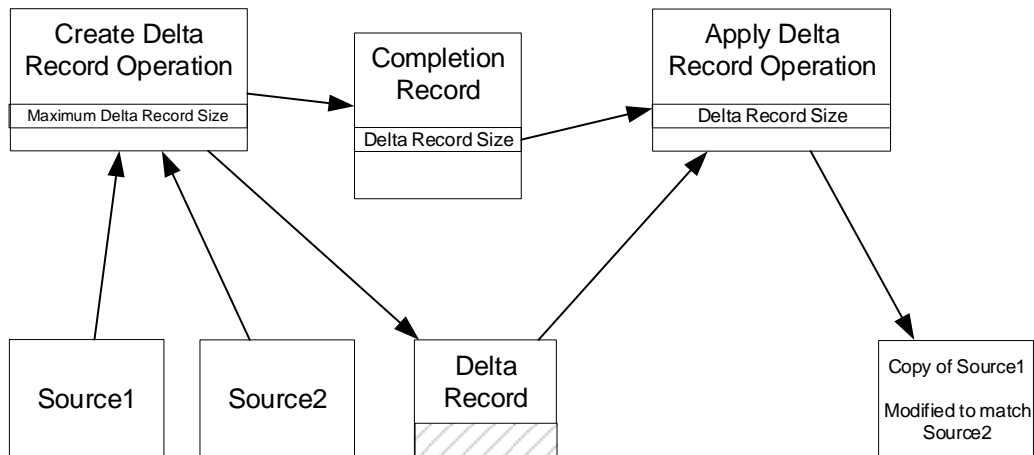 Create Delta
Record Operation
Maximum Delta Record Size
Completion
Record
Delta Record Size
Apply Delta
Record Operation
Delta Record Size
Source1
Source2
Delta
Record
Copy of Source1
Modified to match
Source2